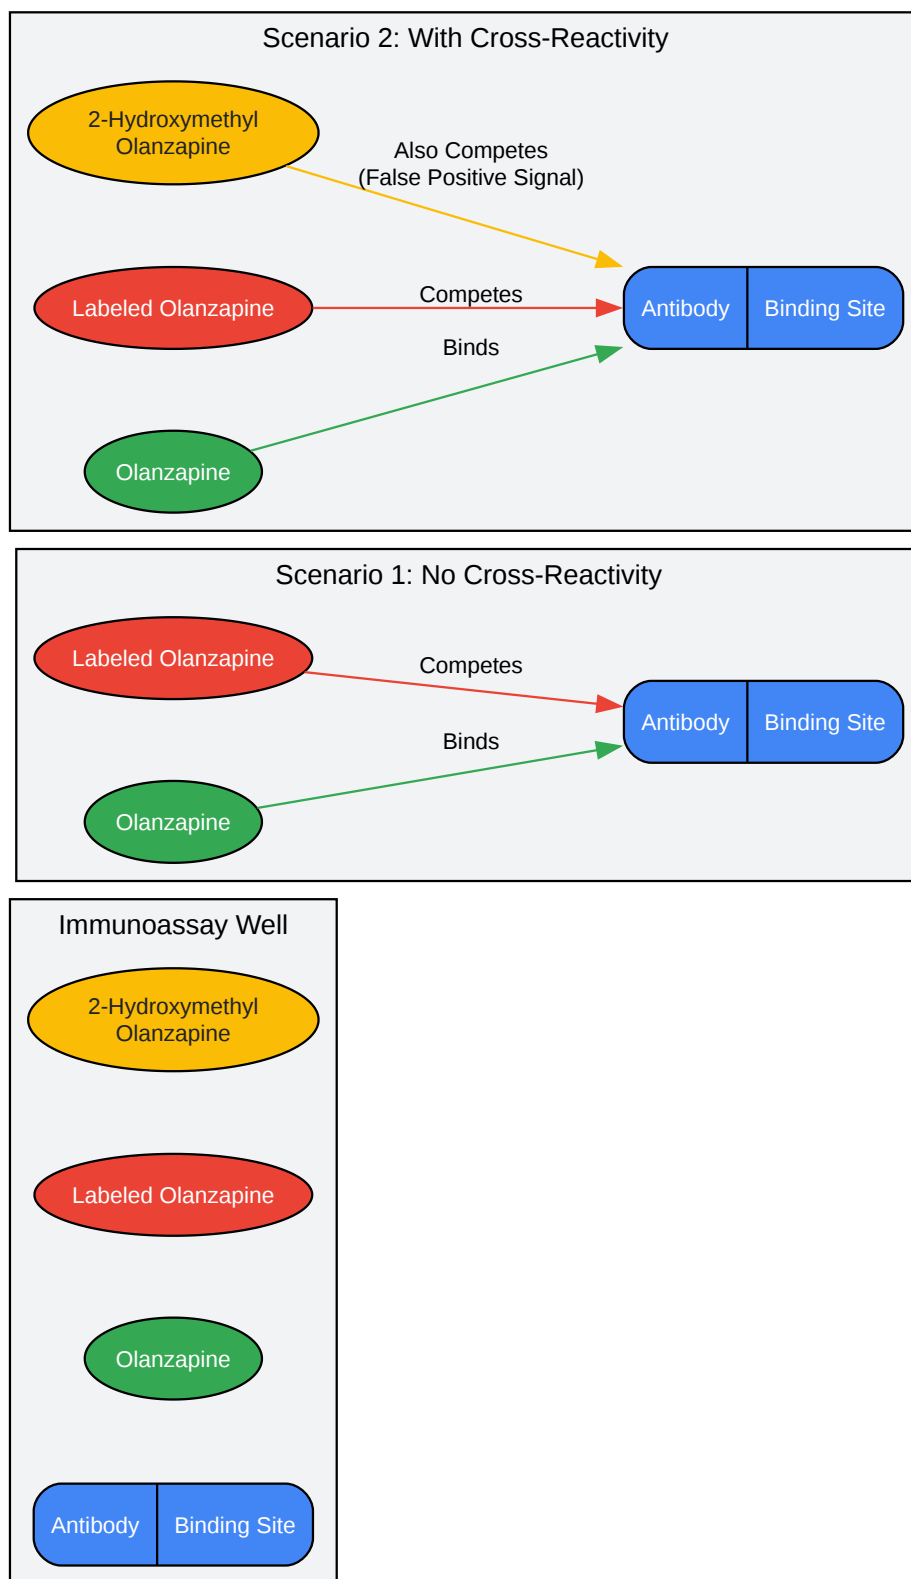 Scenario 2: With Cross-Reactivity
2-Hydroxymethyl
Olanzapine
Also Competes
(False Positive Signal)
Labeled Olanzapine
Competes
Antibody
Binding Site
Binds
Olanzapine
Scenario 1: No Cross-Reactivity
Labeled Olanzapine
Competes
Antibody
Binding Site
Binds
Olanzapine
Immunoassay Well
2-Hydroxymethyl
Olanzapine
Labeled Olanzapine
Olanzapine
Antibody
Binding Site